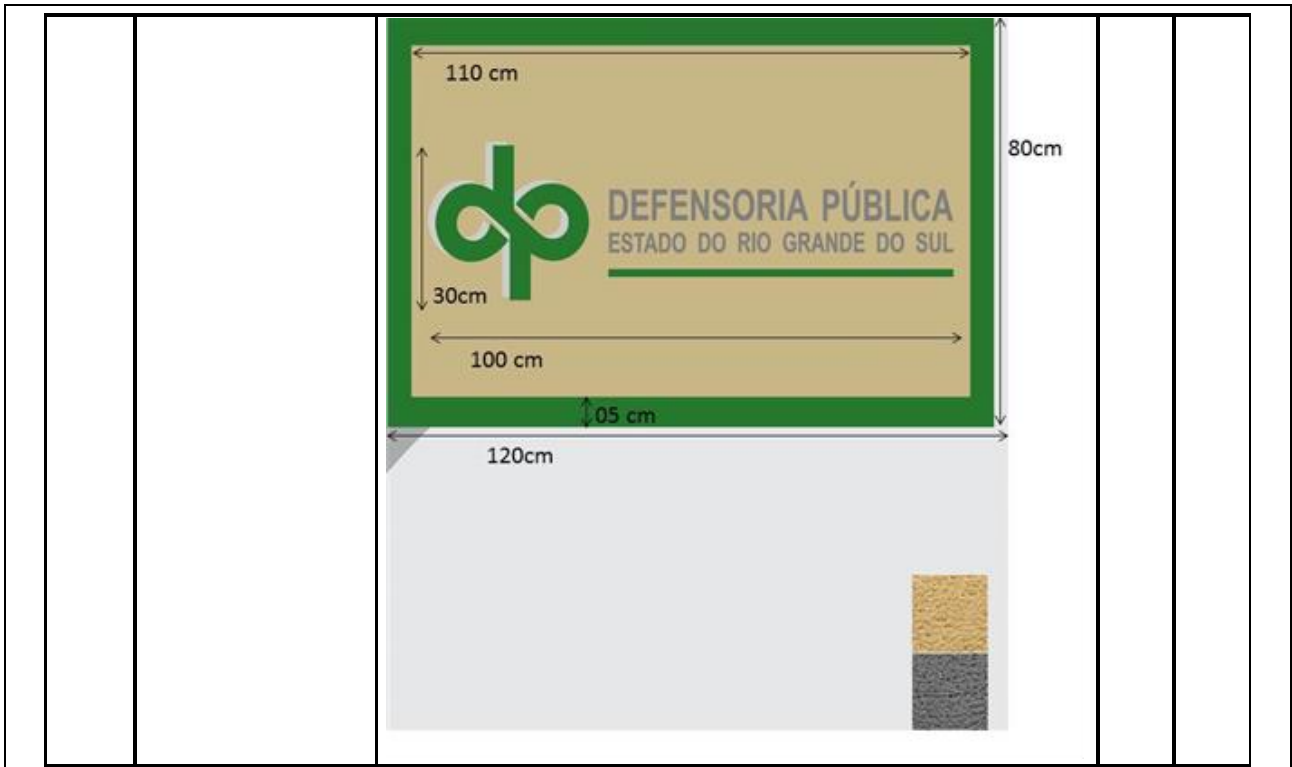 110 cm
80cm
DEFENSORIA PÚBLICA
ESTADO DO RIO GRANDE DO SUL
30cm
100 cm
05 cm
120cm